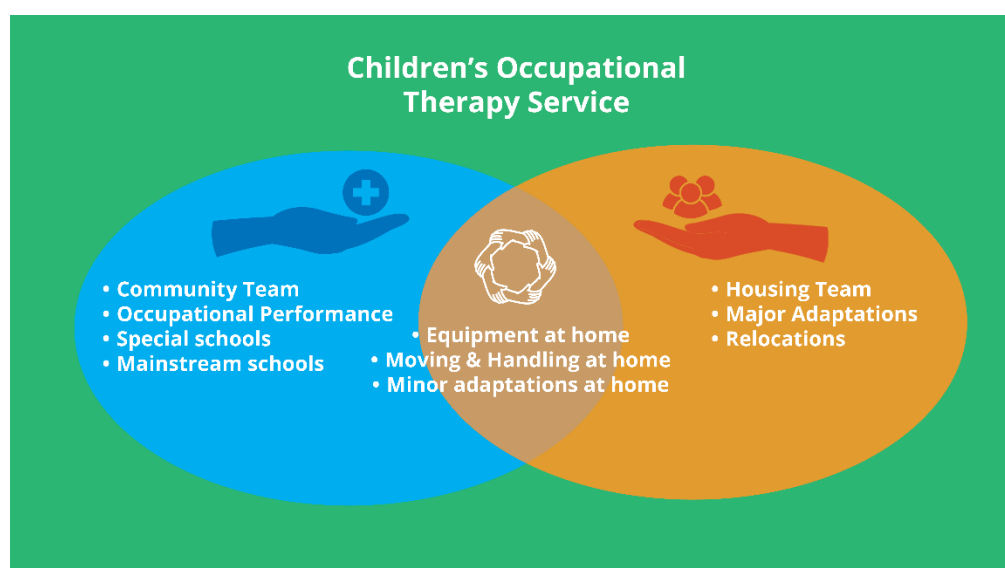 Children’s Occupational
Therapy Service
• Community Team
• Occupational Performance
• Special schools
• Mainstream schools
• Equipment at home
• Moving & Handling at home
• Minor adaptations at home
• Housing Team
• Major Adaptations
• Relocations